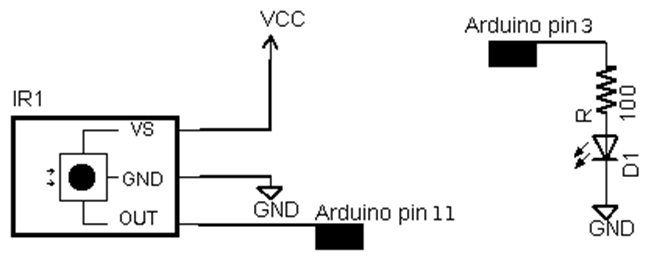 VCC
Arduino pin 3
IR1
R
100
VS
GND
D1
OUT
GND
Arduino pin 11
GND